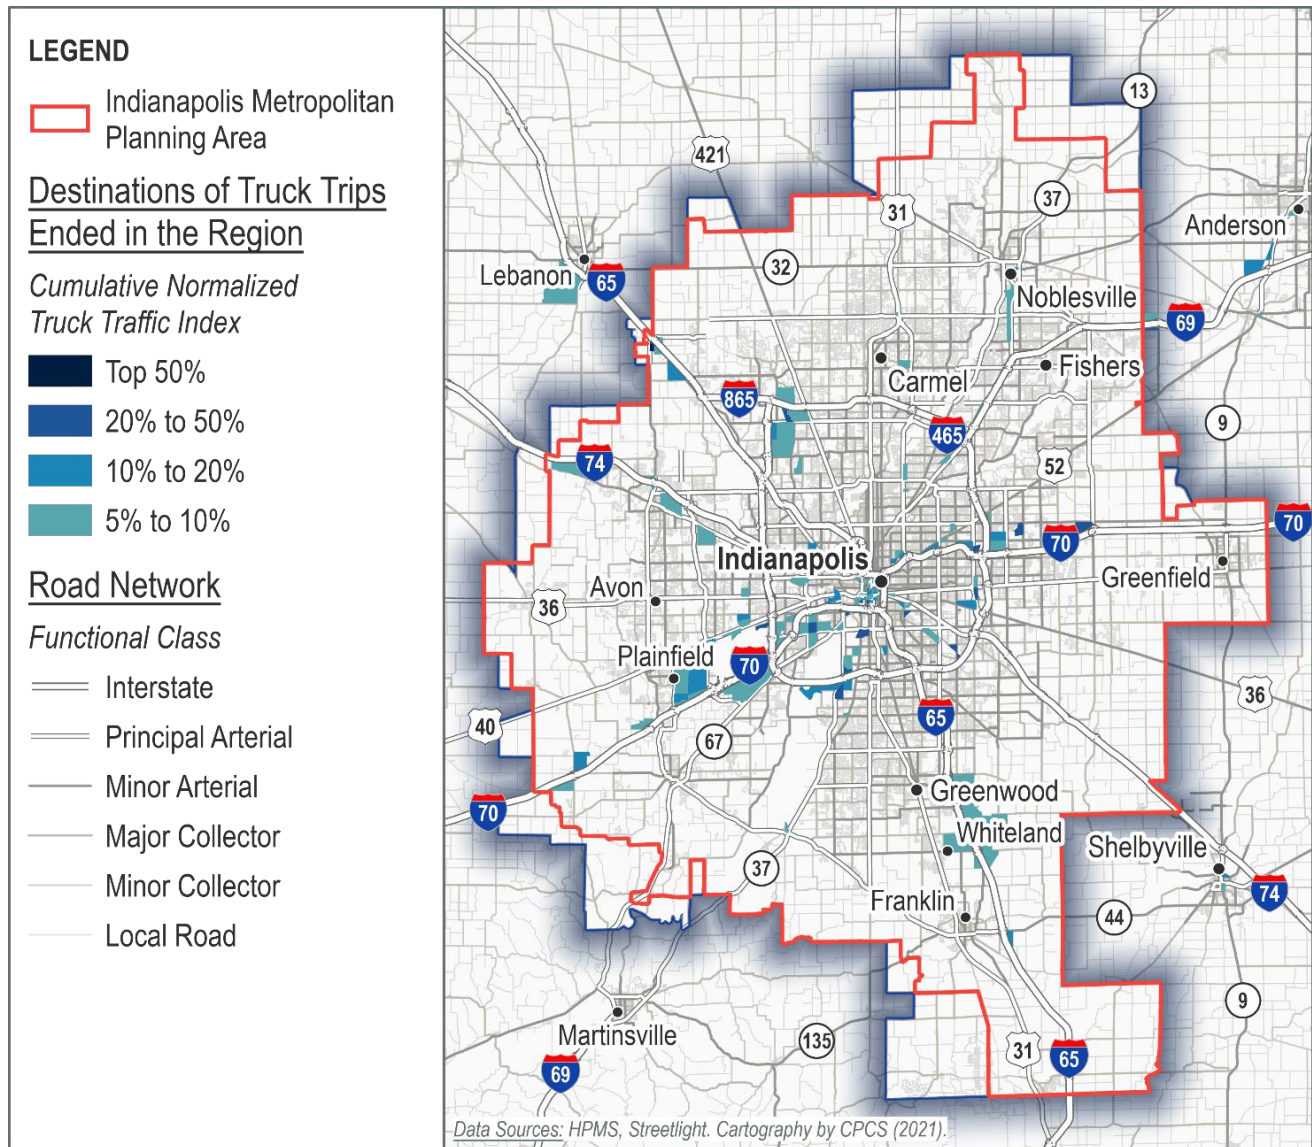 LEGEND
Indianapolis Metropolitan
Planning Area
Destinations of Truck Trips
Ended in the Region
Cumulative Normalized
Truck Traffic Index
Top 50%
20% to 50%
10% to 20%
5% to 10%
Road Network
Functional Class
Interstate
Principal Arterial
Minor Arterial
Major Collector
Minor Collector
Local Road
13
421
37
31
Anderson
32
Lebanon
65
Noblesville
69
Carmel
Fishers
865
9
465
74
52
70
70
Indianapolis
Greenfield
Avon
36
Plainfield
70
36
65
40
67
Greenwood
70
Whiteland
Shelbyville
37
74
Franklin
44
9
Martinsville
135
31
65
69
Data Sources: HPMS, Streetlight. Cartography by CPCS (2021).